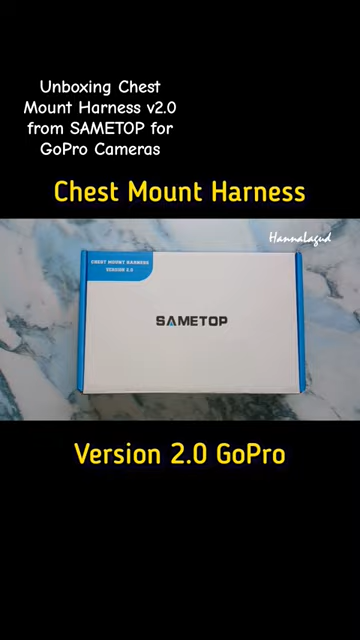 Unboxing Chest
Mount Harness v2.0
from SAMETOP for
GoPro Cameras
Chest Mount Harness
HannaLagud
CHEST MOUNT HARNESS
VERSION 2.0
SAMETOP
Version 2.0 GoPro